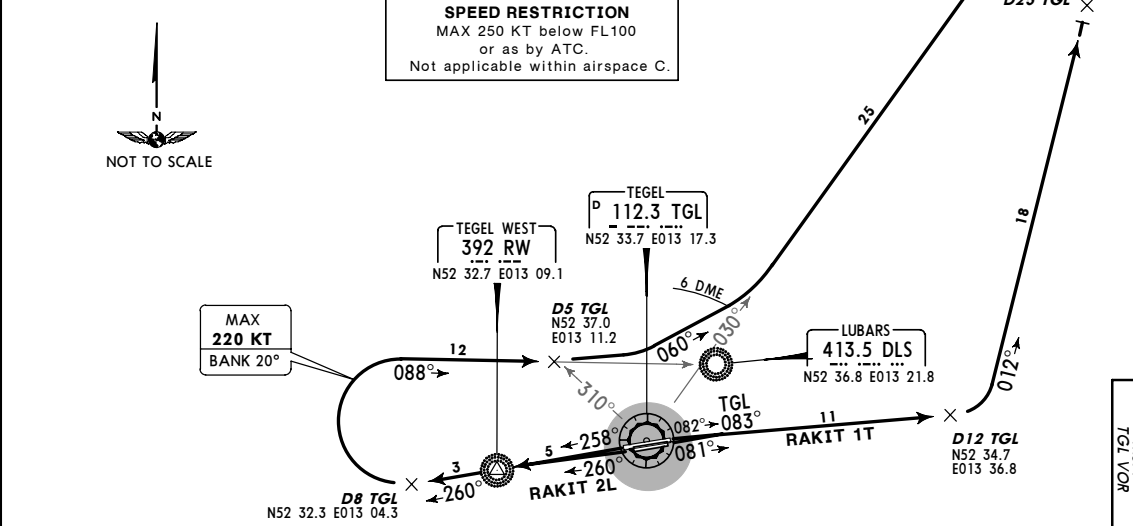 D25 TGL
SPEED RESTRICTION
MAX 250 KT below FL100
or as by ATC.
Not applicable within airspace C.
N
NOT TO SCALE
25
18
TEGEL
D 112.3 TGL
N52 33.7 E013 17.3
TEGEL WEST
392 RW
N52 32.7 E013 09.1
6 DME
D5 TGL
N52 37.0
E013 11.2
MAX
220 KT
BANK 20°
12
088°
060°
030°
LUBARS
413.5 DLS
N52 36.8 E013 21.8
012°
310°
TGL
082°
083°
11
RAKIT 1T
081°
258°
5
260°
RAKIT 2L
3
260°
D12 TGL
N52 34.7
E013 36.8
D8 TGL
N52 32.3 E013 04.3
TGL VOR